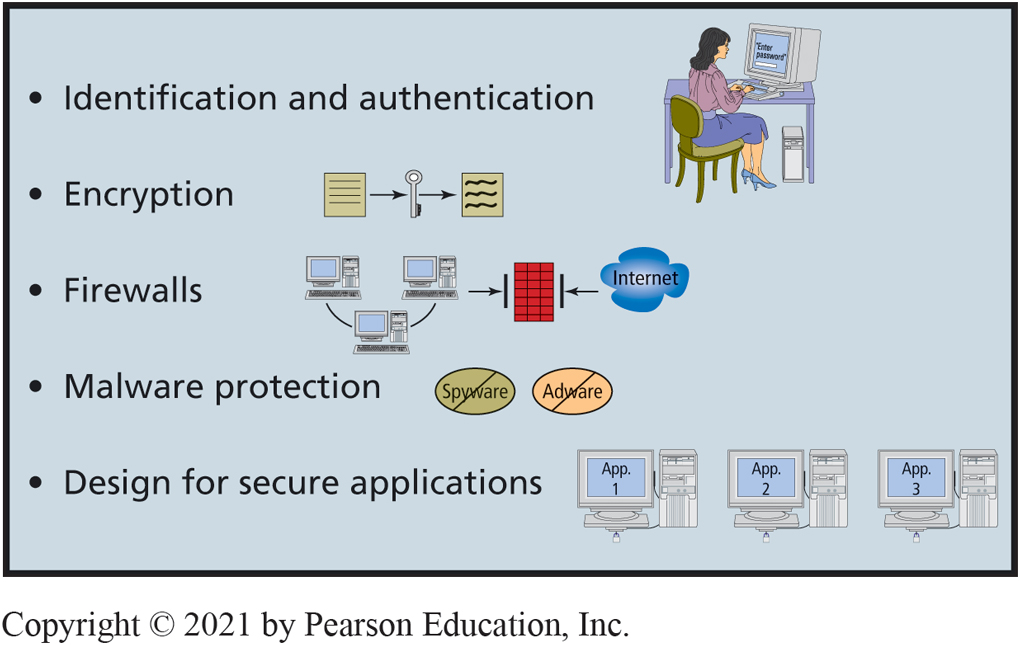 "Enter
password"
• Identification and authentication
• Encryption
• Firewalls
Internet
• Malware protection
Spyware
Adware
• Design for secure applications
App.
1
App.
2
App.
3
Copyright © 2021 by Pearson Education, Inc.